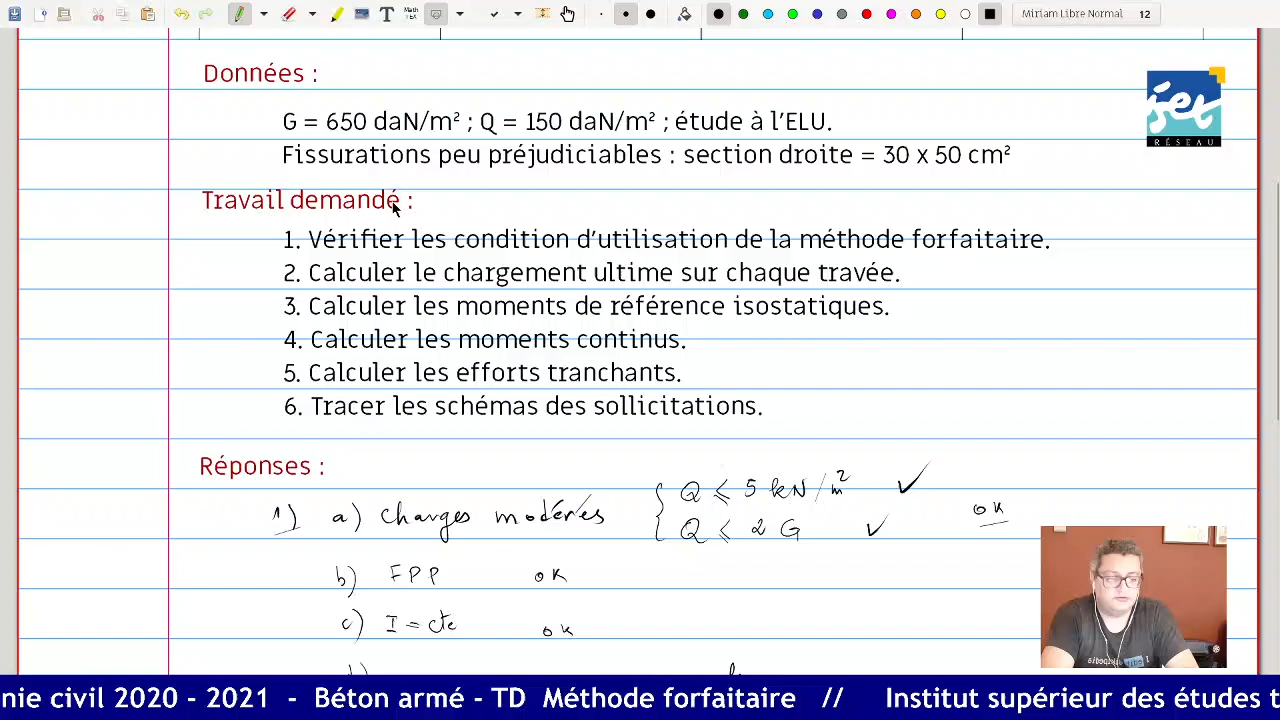 Miriam Libre Normal 12
Données :
G = 650 daN/m² ; Q = 150 daN/m² ; étude à l'ELU.
Fissurations peu préjudiciables : section droite = 30 x 50 cm²
iset
RÉSEAU
Travail demandé :
1. Vérifier les condition d'utilisation de la méthode forfaitaire.
2. Calculer le chargement ultime sur chaque travée.
3. Calculer les moments de référence isostatiques.
4. Calculer les moments continus.
5. Calculer les efforts tranchants.
6. Tracer les schémas des sollicitations.
Réponses :
1) a) Charges modérés { Q ⩽ 5 kN/m² ✓
Q ⩽ 2 G ✓ OK
b) FPP OK
c) I = cte OK
nie civil 2020 - 2021 - Béton armé - TD Méthode forfaitaire // Institut supérieur des études t